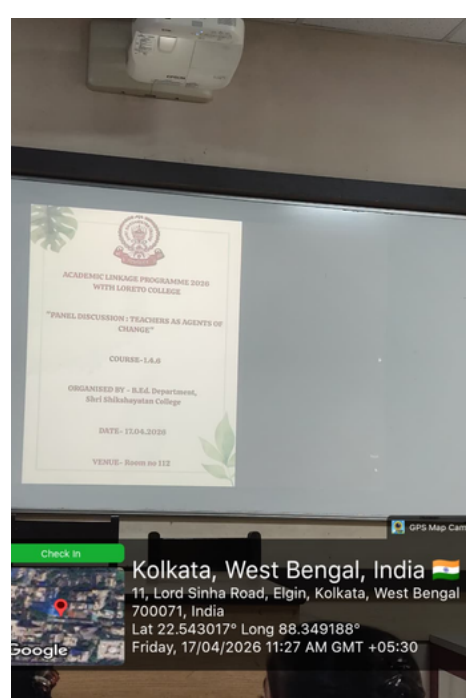 ACADEMIC LINKAGE PROGRAMME 2026
WITH LORETO COLLEGE
"PANEL DISCUSSION : TEACHERS AS AGENTS OF
CHANGE"
COURSE-1.4.6
ORGANISED BY - B.Ed. Department,
Shri Shikshayatan College
DATE- 17.04.2026
VENUE- Room no 112
GPS Map Cam
Check In
Google
Kolkata, West Bengal, India
11, Lord Sinha Road, Elgin, Kolkata, West Bengal
700071, India
Lat 22.543017° Long 88.349188°
Friday, 17/04/2026 11:27 AM GMT +05:30